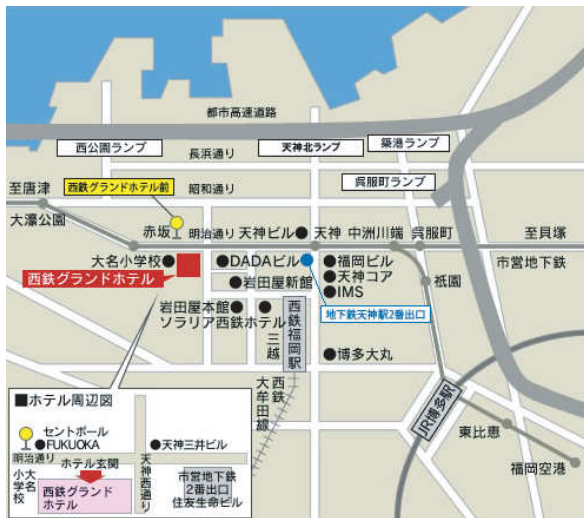 都市高速道路
西公園ランプ
長浜通り
天神北ランプ
築港ランプ
西鉄グランドホテル前
昭和通り
呉服町ランプ
至唐津
大濠公園
赤坂
明治通り
天神ビル
天神
中洲川端
呉服町
至貝塚
市営地下鉄
大名小学校
西鉄グランドホテル
DADAビル
福岡ビル
岩田屋新館
天神コア
IMS
祇園
地下鉄天神駅2番出口
岩田屋本館
ソラリア西鉄ホテル
西鉄福岡駅
三越
博多大丸
西鉄
大牟田線
JR博多駅
東比恵
福岡空港
■ホテル周辺図
セントポール
FUKUOKA
天神三井ビル
明治通り
ホテル玄関
大名
小学校
西鉄グランド
ホテル
天神西通り
市営地下鉄
2番出口
住友生命ビル